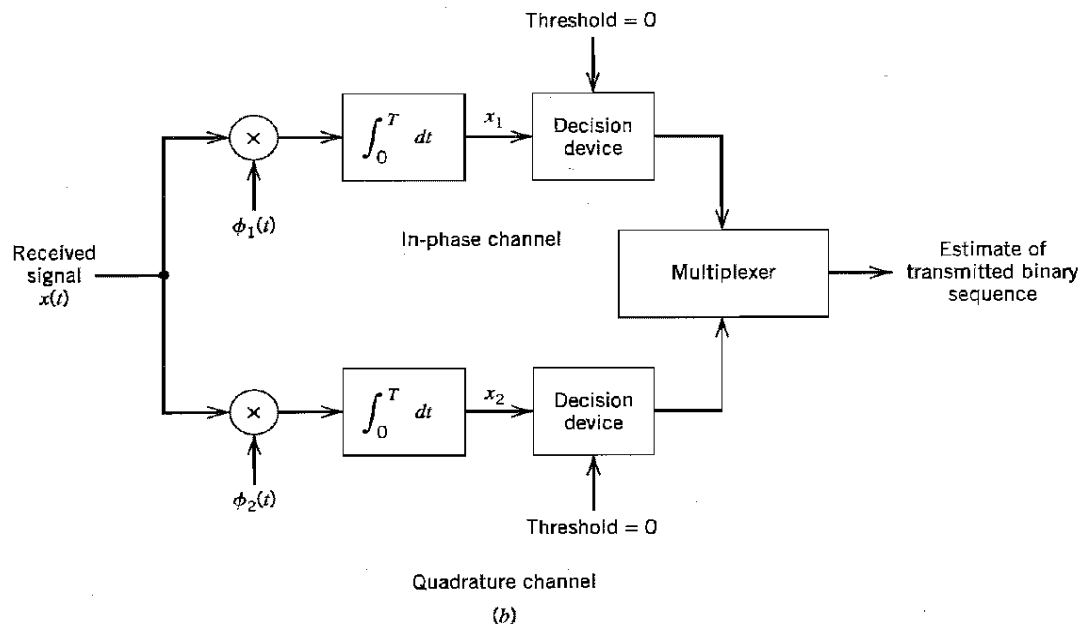 Threshold = 0
x₁
∫₀ᵀ dt
Decision
device
×
ϕ₁(t)
In-phase channel
Received
signal
x(t)
Multiplexer
Estimate of
transmitted binary
sequence
x₂
∫₀ᵀ dt
Decision
device
×
ϕ₂(t)
Threshold = 0
Quadrature channel
(b)